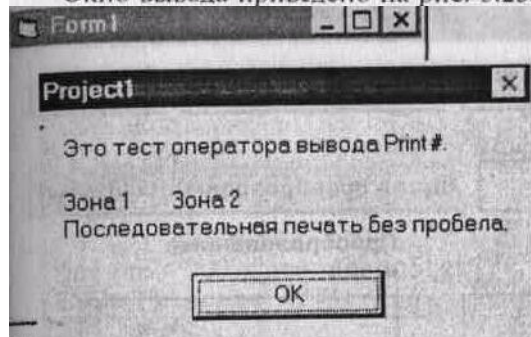 Окно вывода приведено на рис.
Form1
Project1
Это тест оператора вывода Print #.
Зона 1 Зона 2
Последовательная печать без пробела.
OK